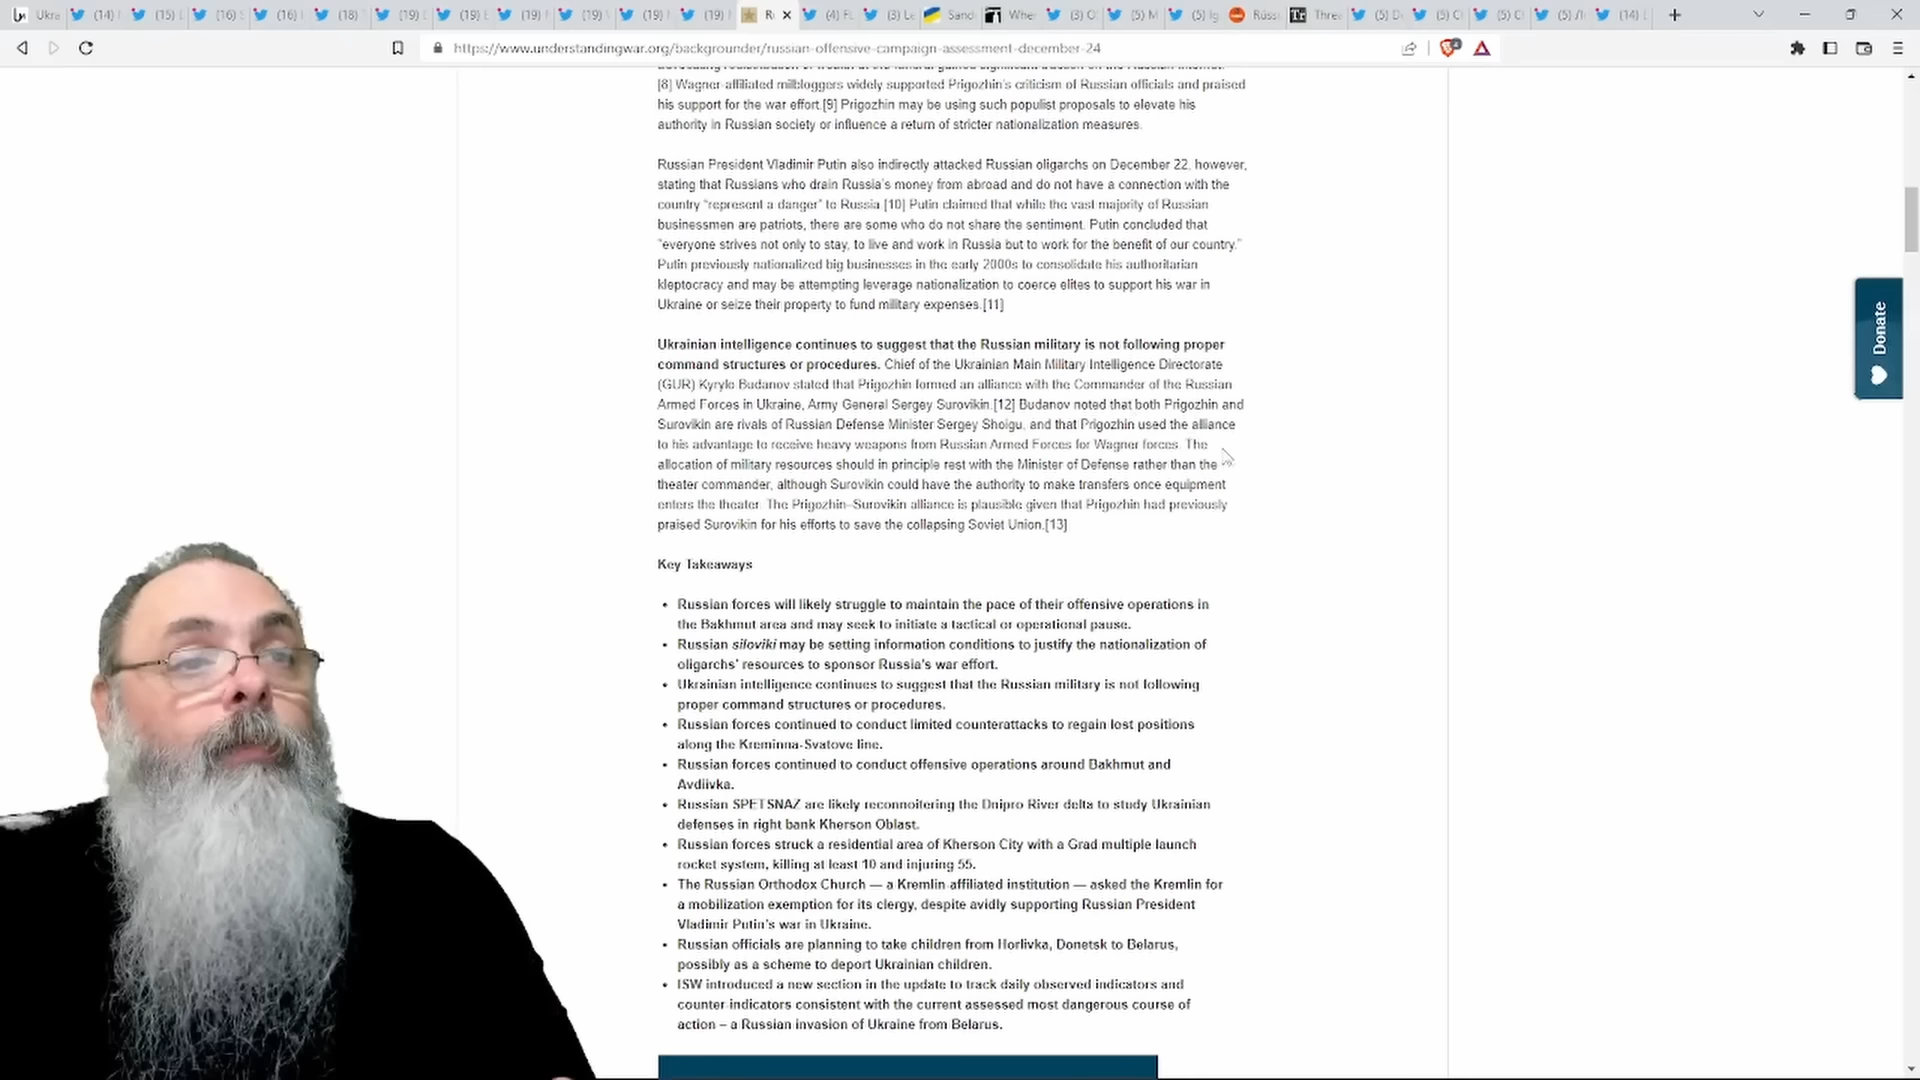 Ukra
(14)
(15)
(16)
(16)
(18)
(19)
(19)
(19)
(19)
(19)
(19)
(4)
(3)
Sand
(3)
(5)
(5)
(5)
(5)
(5)
(5)
(14)
https://www.understandingwar.org/backgrounder/russian-offensive-campaign-assessment-december-24
[8] Wagner-affiliated milbloggers widely supported Prigozhin's criticism of Russian officials and praised
his support for the war effort.[9] Prigozhin may be using such populist proposals to elevate his
authority in Russian society or influence a return of stricter nationalization measures.
Russian President Vladimir Putin also indirectly attacked Russian oligarchs on December 22, however,
stating that Russians who drain Russia's money from abroad and do not have a connection with the
country "represent a danger" to Russia.[10] Putin claimed that while the vast majority of Russian
businessmen are patriots, there are some who do not share the sentiment. Putin concluded that
"everyone strives not only to stay, to live and work in Russia but to work for the benefit of our country."
Putin previously nationalized big businesses in the early 2000s to consolidate his authoritarian
kleptocracy and may be attempting leverage nationalization to coerce elites to support his war in
Ukraine or seize their property to fund military expenses.[11]
Ukrainian intelligence continues to suggest that the Russian military is not following proper
command structures or procedures. Chief of the Ukrainian Main Military Intelligence Directorate
(GUR) Kyrylo Budanov stated that Prigozhin formed an alliance with the Commander of the Russian
Armed Forces in Ukraine, Army General Sergey Surovikin.[12] Budanov noted that both Prigozhin and
Surovikin are rivals of Russian Defense Minister Sergey Shoigu, and that Prigozhin used the alliance
to his advantage to receive heavy weapons from Russian Armed Forces for Wagner forces. The
allocation of military resources should in principle rest with the Minister of Defense rather than the
theater commander, although Surovikin could have the authority to make transfers once equipment
enters the theater. The Prigozhin–Surovikin alliance is plausible given that Prigozhin had previously
praised Surovikin for his efforts to save the collapsing Soviet Union.[13]
Key Takeaways
• Russian forces will likely struggle to maintain the pace of their offensive operations in
the Bakhmut area and may seek to initiate a tactical or operational pause.
• Russian siloviki may be setting information conditions to justify the nationalization of
oligarchs' resources to sponsor Russia's war effort.
• Ukrainian intelligence continues to suggest that the Russian military is not following
proper command structures or procedures.
• Russian forces continued to conduct limited counterattacks to regain lost positions
along the Kreminna-Svatove line.
• Russian forces continued to conduct offensive operations around Bakhmut and
Avdiivka.
• Russian SPETSNAZ are likely reconnoitering the Dnipro River delta to study Ukrainian
defenses in right bank Kherson Oblast.
• Russian forces struck a residential area of Kherson City with a Grad multiple launch
rocket system, killing at least 10 and injuring 55.
• The Russian Orthodox Church — a Kremlin-affiliated institution — asked the Kremlin for
a mobilization exemption for its clergy, despite avidly supporting Russian President
Vladimir Putin's war in Ukraine.
• Russian officials are planning to take children from Horlivka, Donetsk to Belarus,
possibly as a scheme to deport Ukrainian children.
• ISW introduced a new section in the update to track daily observed indicators and
counter-indicators consistent with the current assessed most dangerous course of
action – a Russian invasion of Ukraine from Belarus.
Donate